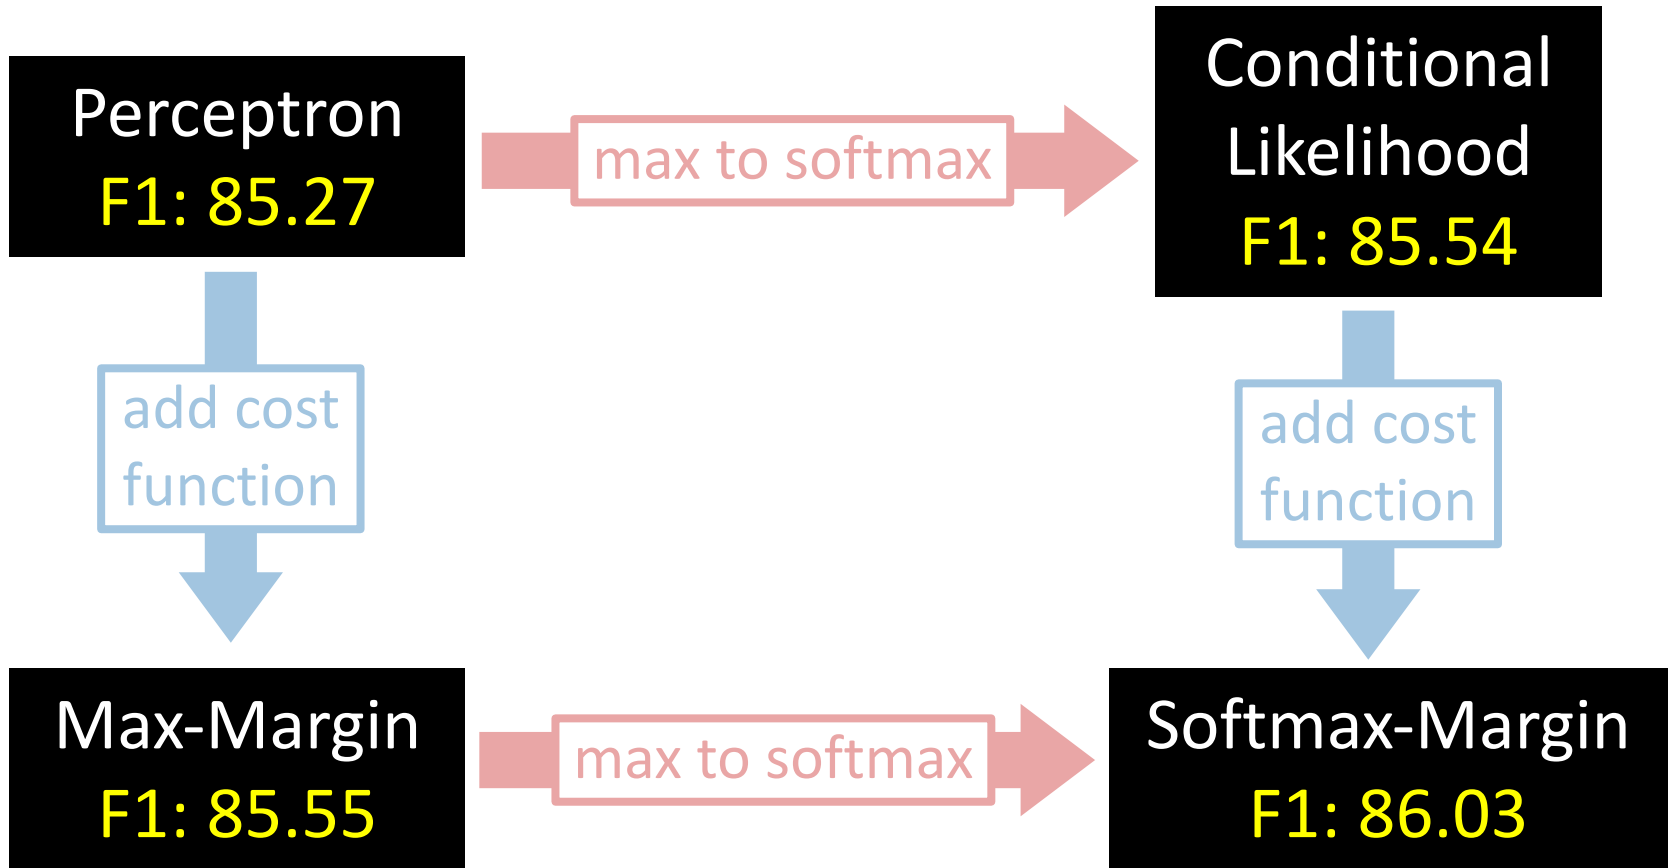 Perceptron
F1: 85.27
max to softmax
Conditional
Likelihood
F1: 85.54
add cost
function
add cost
function
Max-Margin
F1: 85.55
max to softmax
Softmax-Margin
F1: 86.03